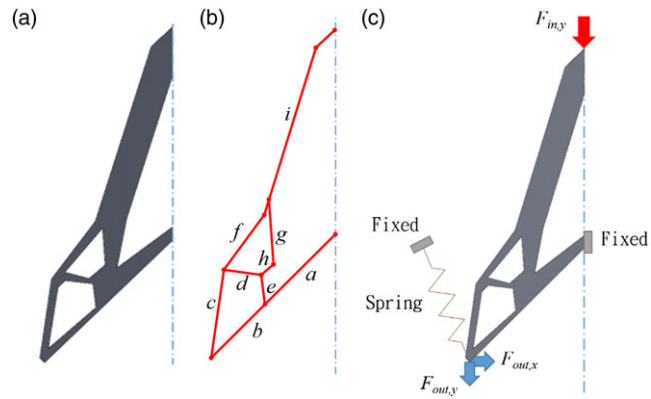 (a)
(b)
(c)
F_in,y
i
f
g
h
d
a
c
e
b
Fixed
Fixed
Spring
F_out,x
F_out,y